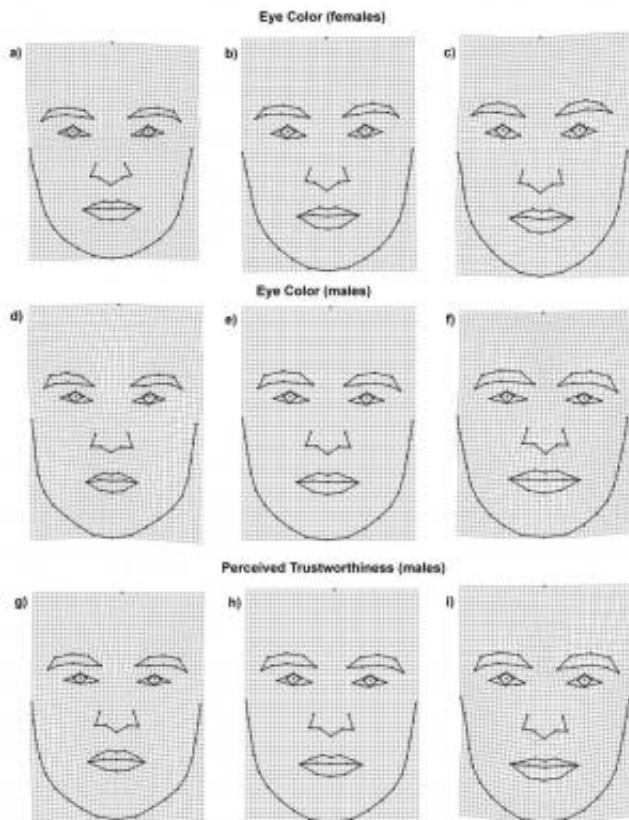 Eye Color (females)
a) b) c)
Eye Color (males)
d) e) f)
Perceived Trustworthiness (males)
g) h) i)